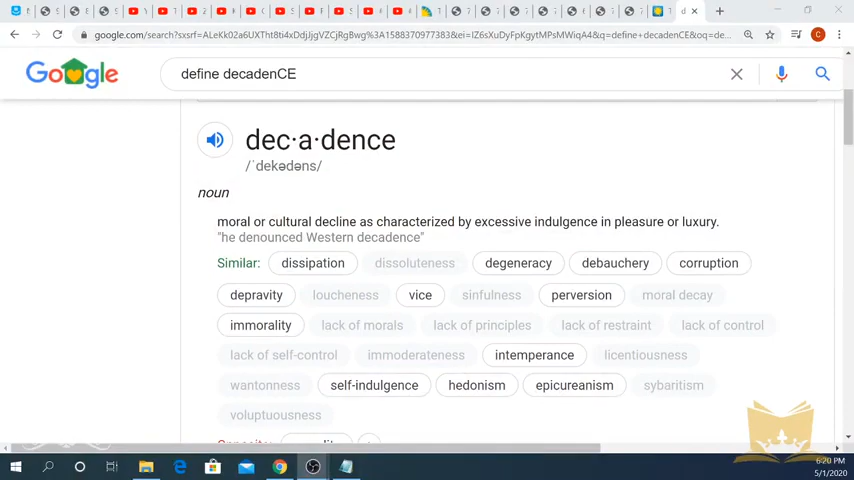 google.com/search?sxsrf=ALeKk02a6UXTht8ti4xDdjJjgVZCjRgBwg%3A1588370977383&ei=IZ6sXuDyFpKgytMPsMWiqA4&q=define+decadenCE&oq=de...
C
Google
define decadenCE
dec·a·dence
/ˈdekədəns/
noun
moral or cultural decline as characterized by excessive indulgence in pleasure or luxury.
"he denounced Western decadence"
Similar: dissipation dissoluteness degeneracy debauchery corruption
depravity loucheness vice sinfulness perversion moral decay
immorality lack of morals lack of principles lack of restraint lack of control
lack of self-control immoderateness intemperance licentiousness
wantonness self-indulgence hedonism epicureanism sybaritism
voluptuousness
6:20 PM
5/1/2020